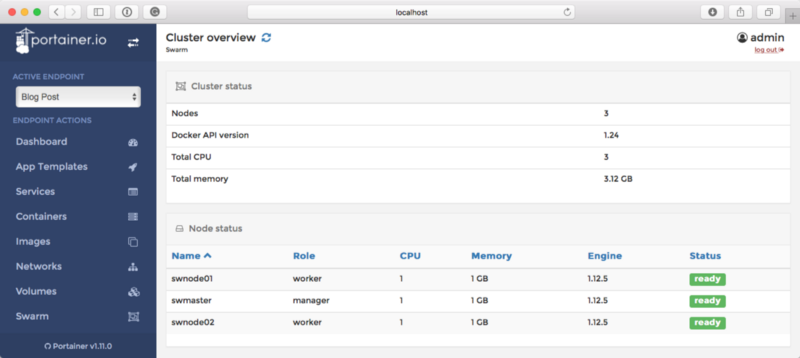 localhost
portainer.io
Cluster overview
admin
Swarm
log out
ACTIVE ENDPOINT
Blog Post
ENDPOINT ACTIONS
Dashboard
App Templates
Services
Containers
Images
Networks
Volumes
Swarm
Portainer v1.11.0
Cluster status
Nodes 3
Docker API version 1.24
Total CPU 3
Total memory 3.12 GB
Node status
Name Role CPU Memory Engine Status
swnode01 worker 1 1 GB 1.12.5 ready
swmaster manager 1 1 GB 1.12.5 ready
swnode02 worker 1 1 GB 1.12.5 ready